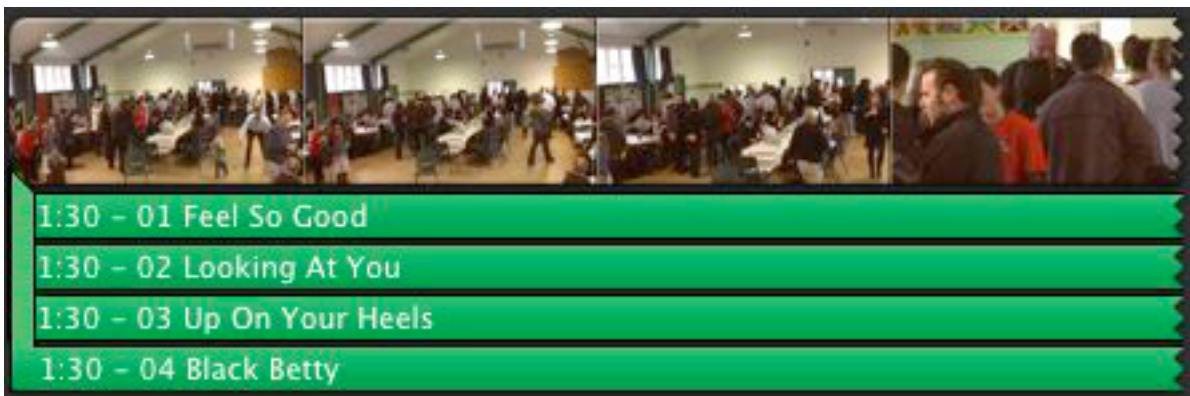 1:30 – 01 Feel So Good
1:30 – 02 Looking At You
1:30 – 03 Up On Your Heels
1:30 – 04 Black Betty